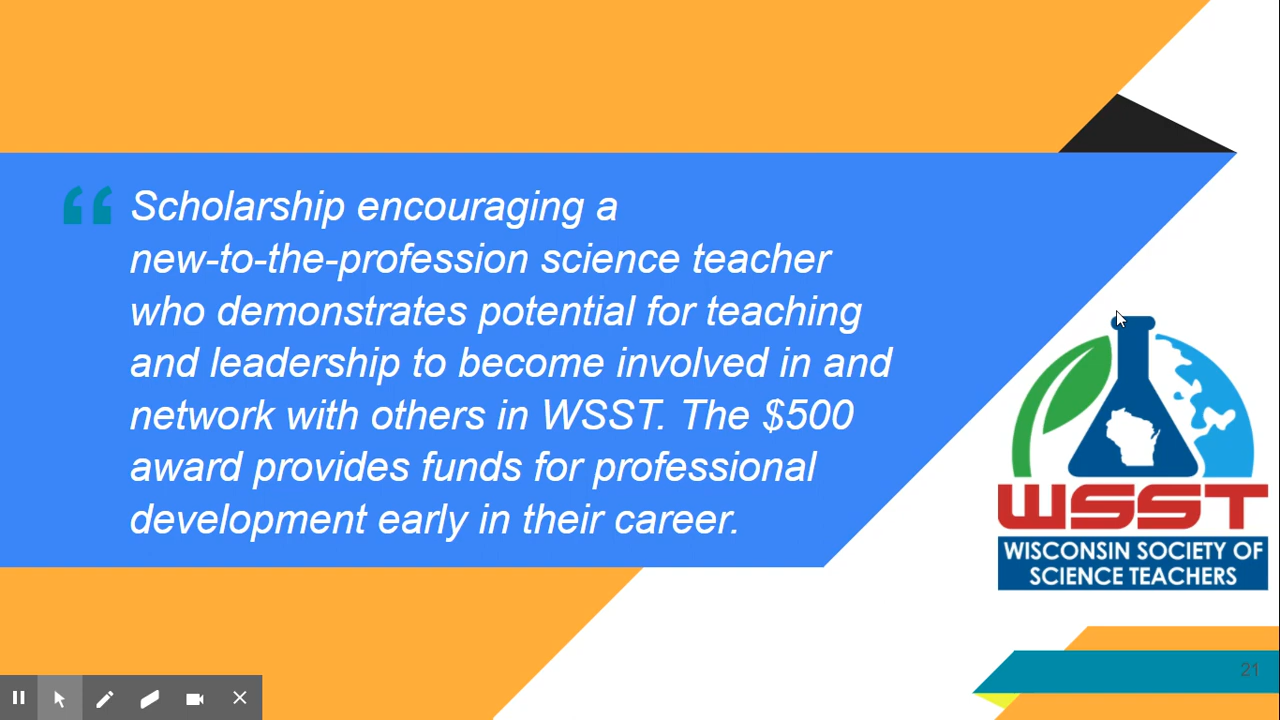 “ Scholarship encouraging a
new-to-the-profession science teacher
who demonstrates potential for teaching
and leadership to become involved in and
network with others in WSST. The $500
award provides funds for professional
development early in their career.
WSST
WISCONSIN SOCIETY OF
SCIENCE TEACHERS
21